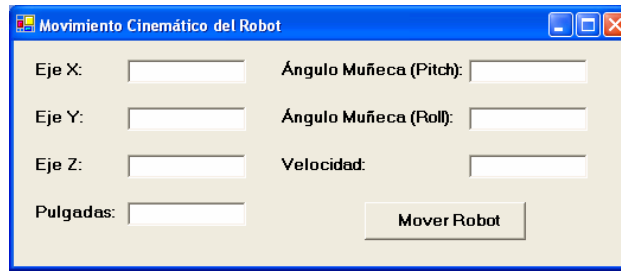 Movimiento Cinemático del Robot
Eje X: Ángulo Muñeca (Pitch):
Eje Y: Ángulo Muñeca (Roll):
Eje Z: Velocidad:
Pulgadas: Mover Robot